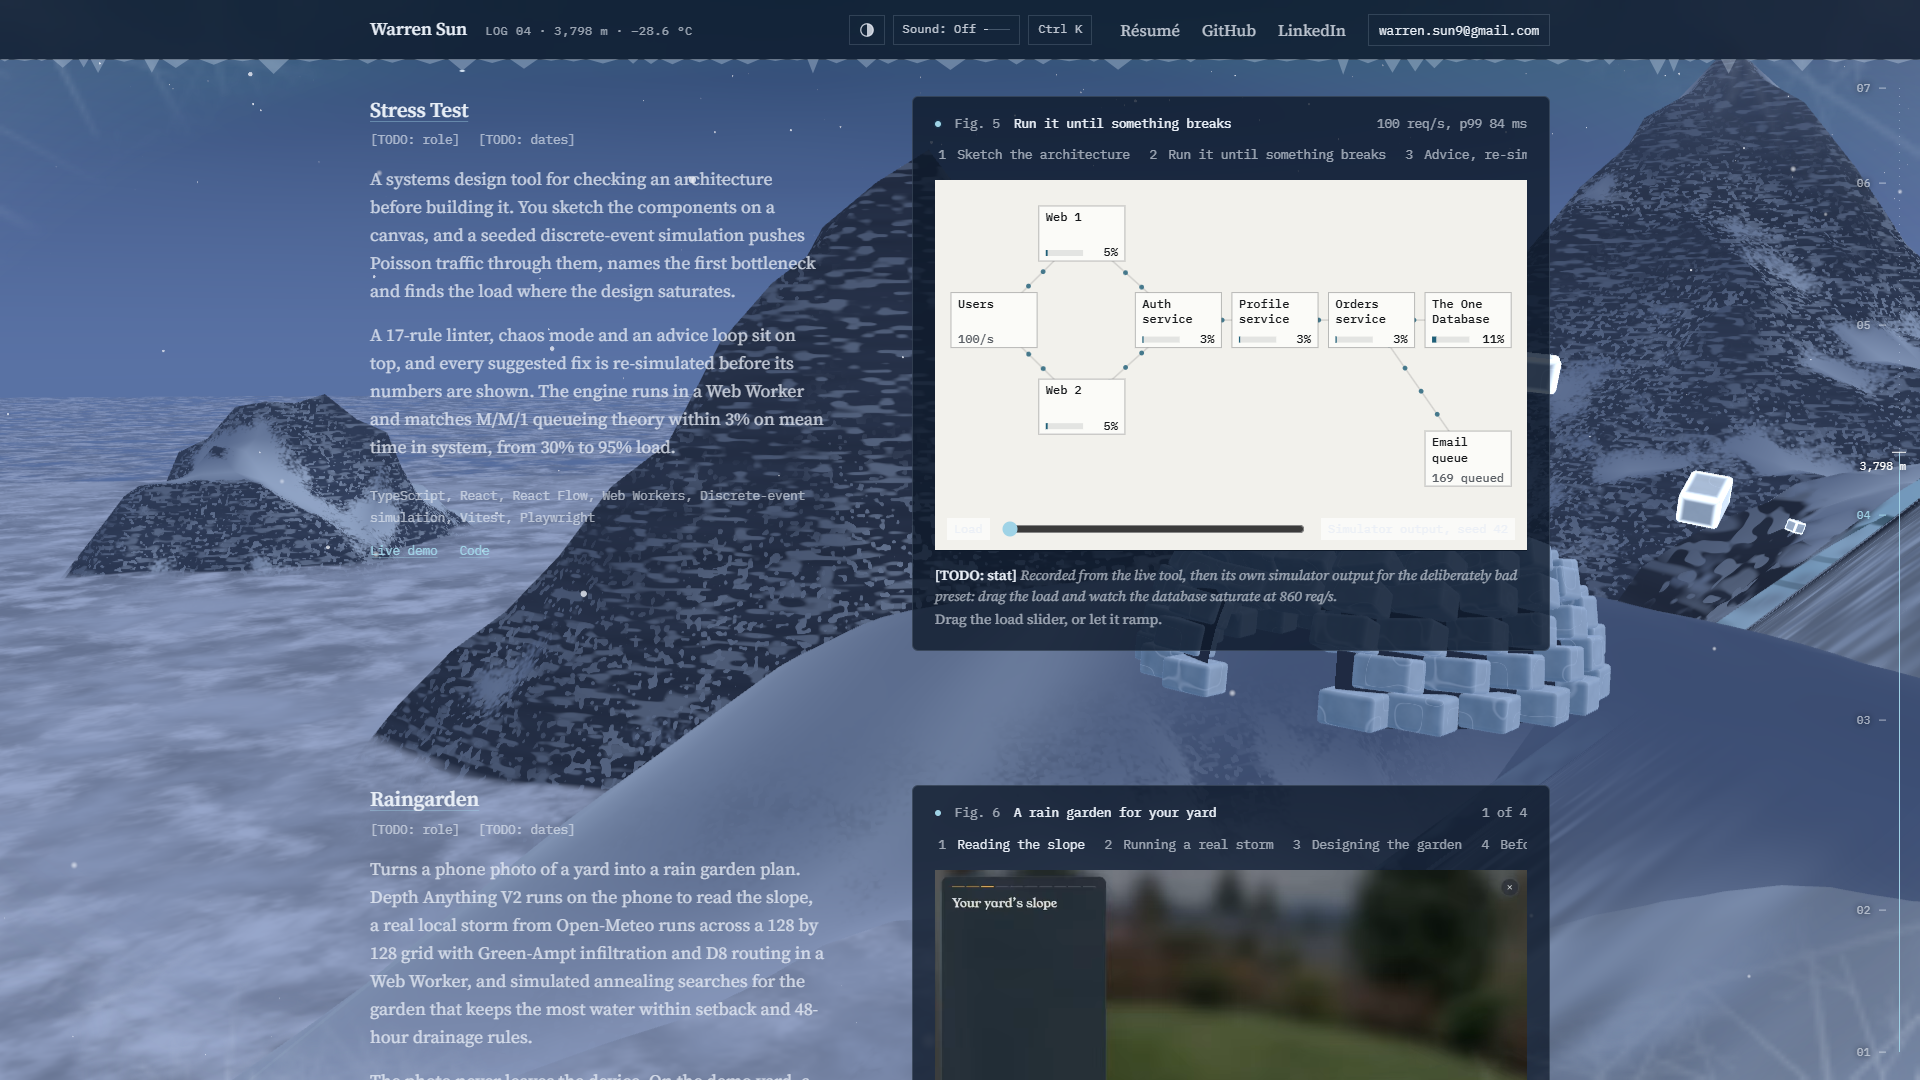 Warren Sun
LOG 04 · 3,798 m · −28.6 °C
Sound: Off
Ctrl K
Résumé
GitHub
LinkedIn
warren.sun9@gmail.com
Stress Test
[TODO: role] [TODO: dates]
A systems design tool for checking an architecture
before building it. You sketch the components on a
canvas, and a seeded discrete-event simulation pushes
Poisson traffic through them, names the first bottleneck
and finds the load where the design saturates.
A 17-rule linter, chaos mode and an advice loop sit on
top, and every suggested fix is re-simulated before its
numbers are shown. The engine runs in a Web Worker
and matches M/M/1 queueing theory within 3% on mean
time in system, from 30% to 95% load.
TypeScript, React, React Flow, Web Workers, Discrete-event
simulation, Vitest, Playwright
Live demo Code
Fig. 5 Run it until something breaks
100 req/s, p99 84 ms
1 Sketch the architecture 2 Run it until something breaks 3 Advice, re-sim
Web 1
5%
Users
100/s
Auth
service
3%
Profile
service
3%
Orders
service
3%
The One
Database
11%
Web 2
5%
Email
queue
169 queued
Load
Simulator output, seed 42
[TODO: stat] Recorded from the live tool, then its own simulator output for the deliberately bad
preset: drag the load and watch the database saturate at 860 req/s.
Drag the load slider, or let it ramp.
Raingarden
[TODO: role] [TODO: dates]
Turns a phone photo of a yard into a rain garden plan.
Depth Anything V2 runs on the phone to read the slope,
a real local storm from Open-Meteo runs across a 128 by
128 grid with Green-Ampt infiltration and D8 routing in a
Web Worker, and simulated annealing searches for the
garden that keeps the most water within setback and 48-
hour drainage rules.
The photo never leaves the device. On the demo yard, a
Fig. 6 A rain garden for your yard
1 of 4
1 Reading the slope 2 Running a real storm 3 Designing the garden 4 Befo
Your yard's slope
07
06
05
3,798 m
04
03
02
01